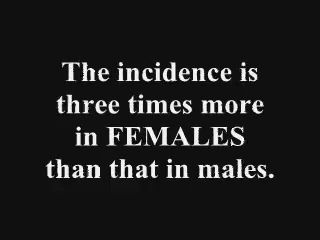 The incidence is
three times more
in FEMALES
than that in males.